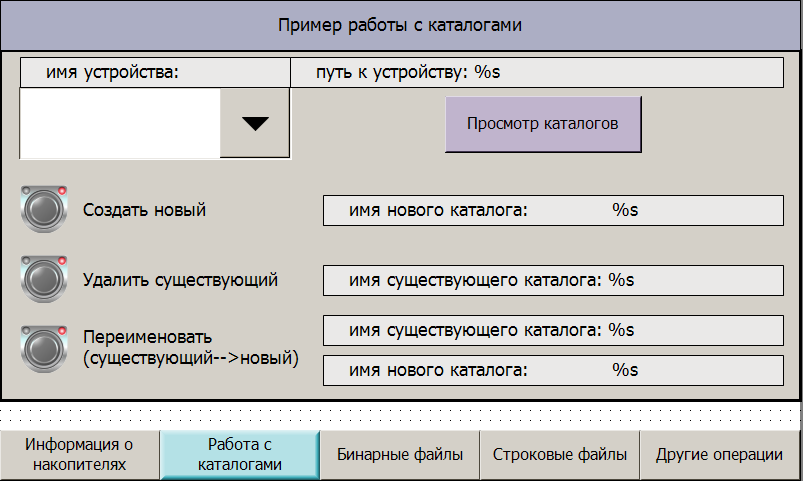 Пример работы с каталогами
имя устройства: путь к устройству: %s
Просмотр каталогов
Создать новый имя нового каталога: %s
Удалить существующий имя существующего каталога: %s
Переименовать
(существующий-->новый)
имя существующего каталога: %s
имя нового каталога: %s
Информация о
накопителях
Работа с
каталогами
Бинарные файлы
Строковые файлы
Другие операции